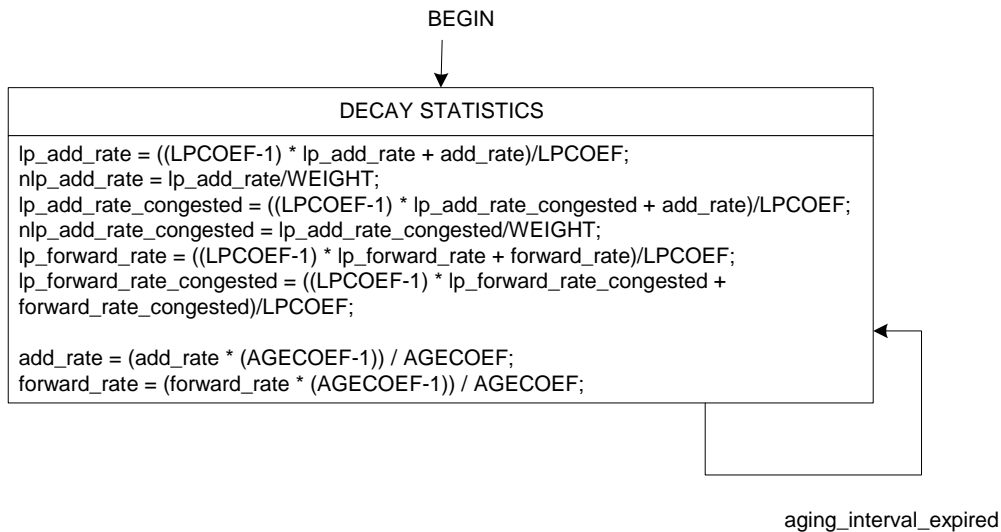 BEGIN
DECAY STATISTICS
lp_add_rate = ((LPCOEF-1) * lp_add_rate + add_rate)/LPCOEF;
nlp_add_rate = lp_add_rate/WEIGHT;
lp_add_rate_congested = ((LPCOEF-1) * lp_add_rate_congested + add_rate)/LPCOEF;
nlp_add_rate_congested = lp_add_rate_congested/WEIGHT;
lp_forward_rate = ((LPCOEF-1) * lp_forward_rate + forward_rate)/LPCOEF;
lp_forward_rate_congested = ((LPCOEF-1) * lp_forward_rate_congested +
forward_rate_congested)/LPCOEF;
add_rate = (add_rate * (AGECOEF-1)) / AGECOEF;
forward_rate = (forward_rate * (AGECOEF-1)) / AGECOEF;
aging_interval_expired